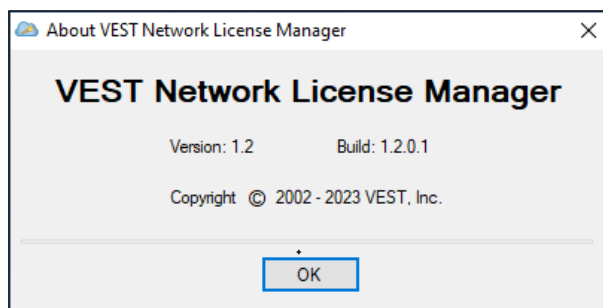 About VEST Network License Manager
VEST Network License Manager
Version: 1.2 Build: 1.2.0.1
Copyright © 2002 - 2023 VEST, Inc.
OK